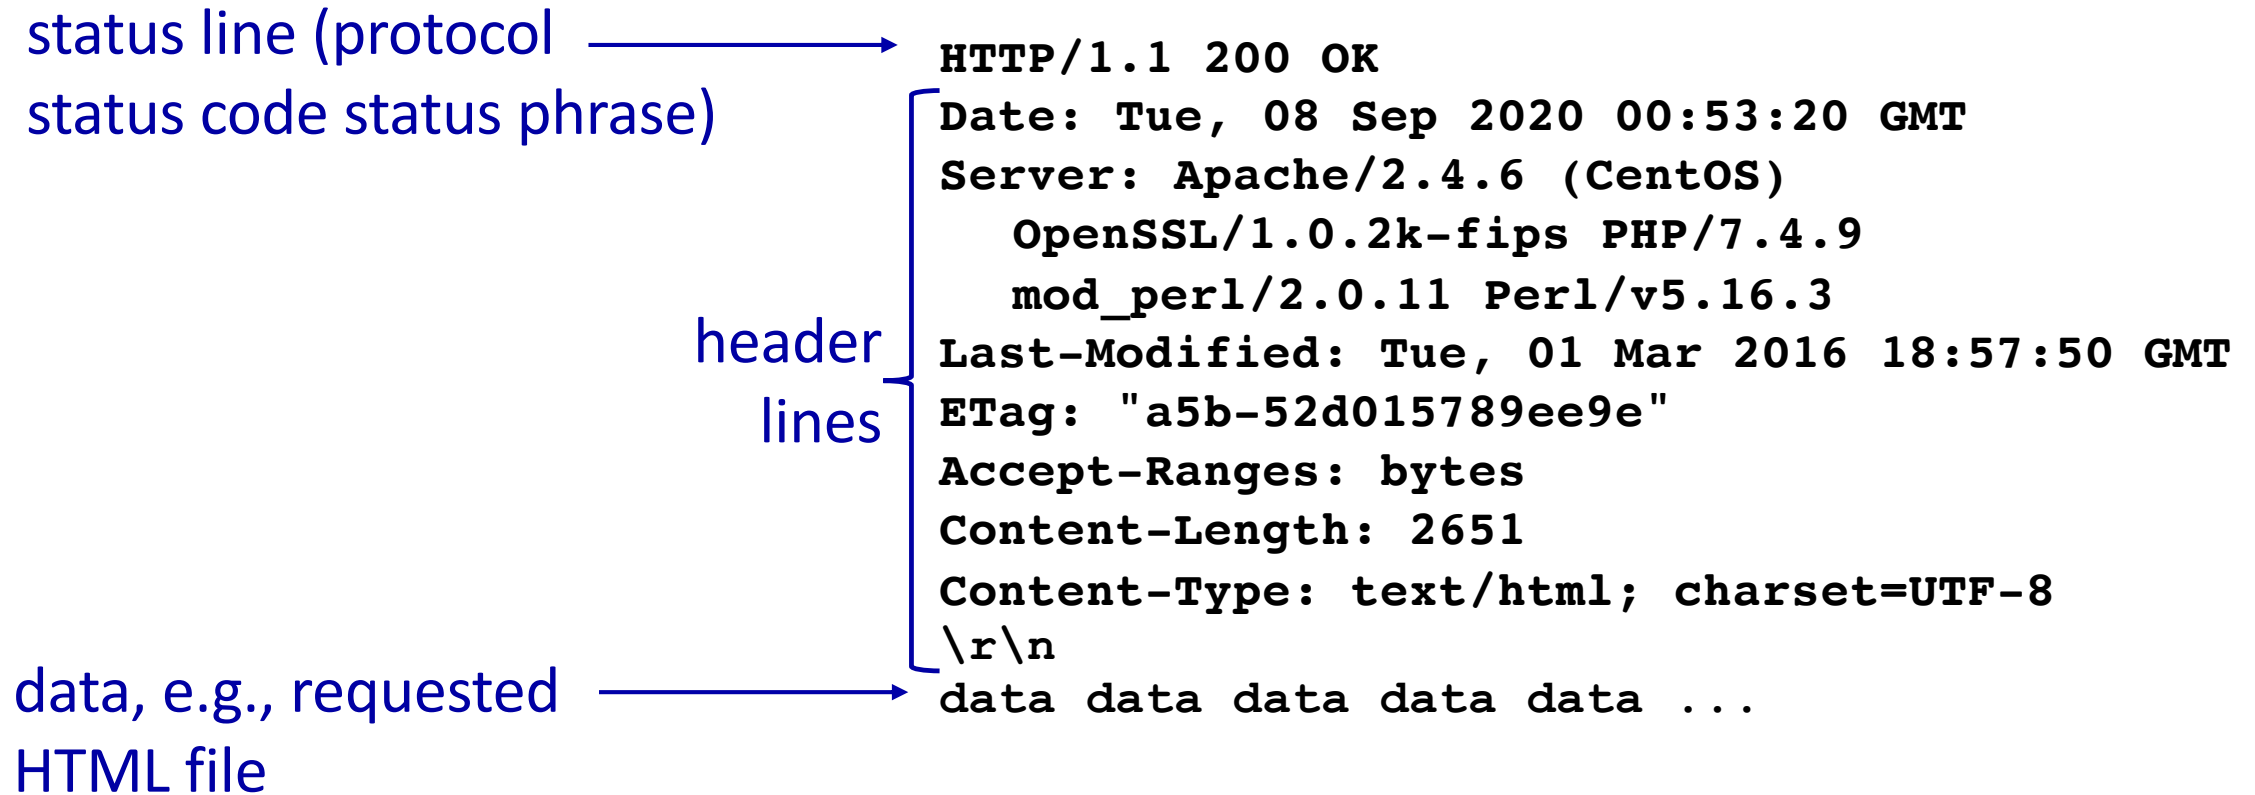 status line (protocol
status code status phrase)
HTTP/1.1 200 OK
Date: Tue, 08 Sep 2020 00:53:20 GMT
Server: Apache/2.4.6 (CentOS)
OpenSSL/1.0.2k-fips PHP/7.4.9
mod_perl/2.0.11 Perl/v5.16.3
header
lines
Last-Modified: Tue, 01 Mar 2016 18:57:50 GMT
ETag: "a5b-52d015789ee9e"
Accept-Ranges: bytes
Content-Length: 2651
Content-Type: text/html; charset=UTF-8
\r\n
data, e.g., requested
HTML file
data data data data data ...